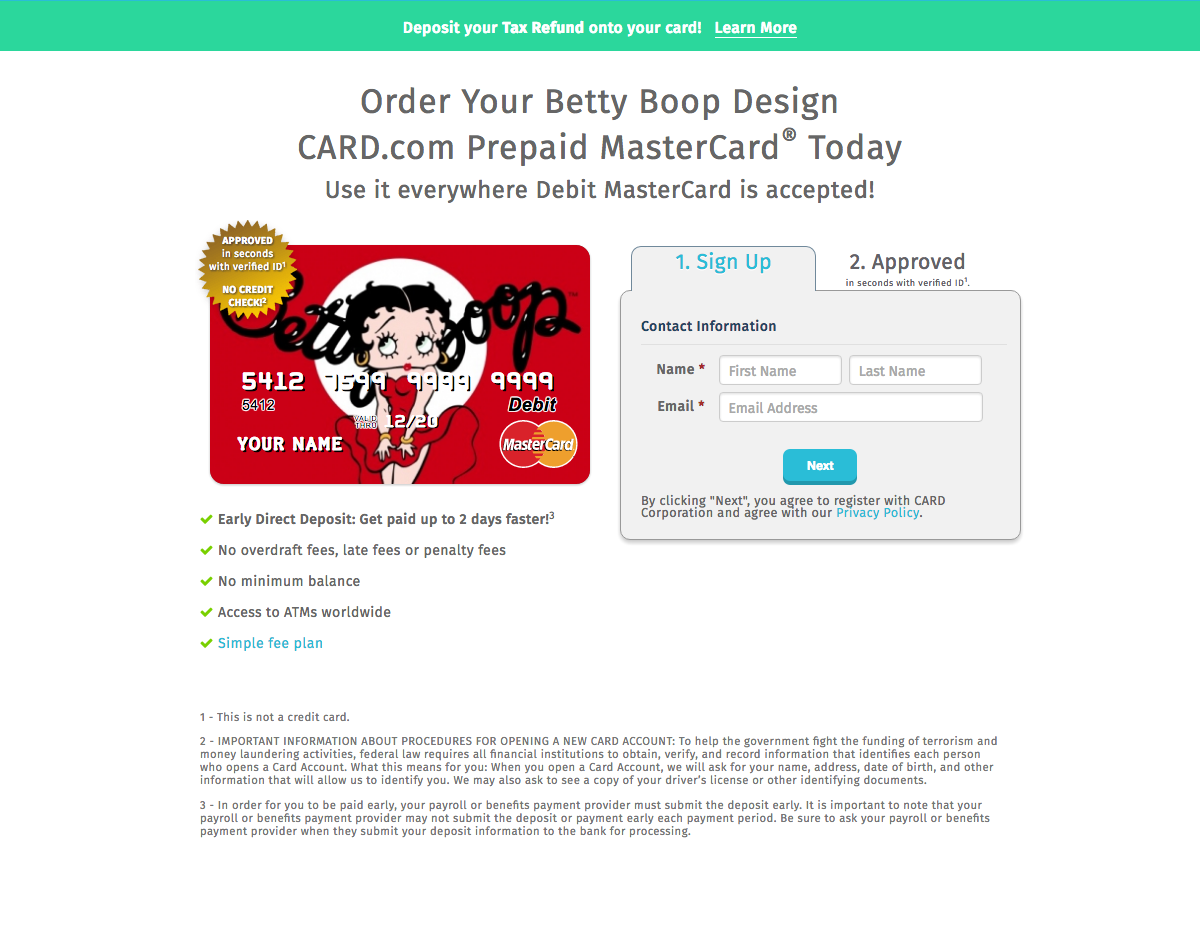 Deposit your Tax Refund onto your card! Learn More
Order Your Betty Boop Design
CARD.com Prepaid MasterCard® Today
Use it everywhere Debit MasterCard is accepted!
APPROVED
in seconds
with verified ID1
NO CREDIT
CHECK!2
Betty Boop™
5412 7599 9999 9999
5412
Debit
VALID
THRU 12/20
YOUR NAME
MasterCard
Early Direct Deposit: Get paid up to 2 days faster!3
No overdraft fees, late fees or penalty fees
No minimum balance
Access to ATMs worldwide
Simple fee plan
1. Sign Up
2. Approved
in seconds with verified ID1.
Contact Information
Name * First Name Last Name
Email * Email Address
Next
By clicking "Next", you agree to register with CARD
Corporation and agree with our Privacy Policy.
1 - This is not a credit card.
2 - IMPORTANT INFORMATION ABOUT PROCEDURES FOR OPENING A NEW CARD ACCOUNT: To help the government fight the funding of terrorism and
money laundering activities, federal law requires all financial institutions to obtain, verify, and record information that identifies each person
who opens a Card Account. What this means for you: When you open a Card Account, we will ask for your name, address, date of birth, and other
information that will allow us to identify you. We may also ask to see a copy of your driver's license or other identifying documents.
3 - In order for you to be paid early, your payroll or benefits payment provider must submit the deposit early. It is important to note that your
payroll or benefits payment provider may not submit the deposit or payment early each payment period. Be sure to ask your payroll or benefits
payment provider when they submit your deposit information to the bank for processing.